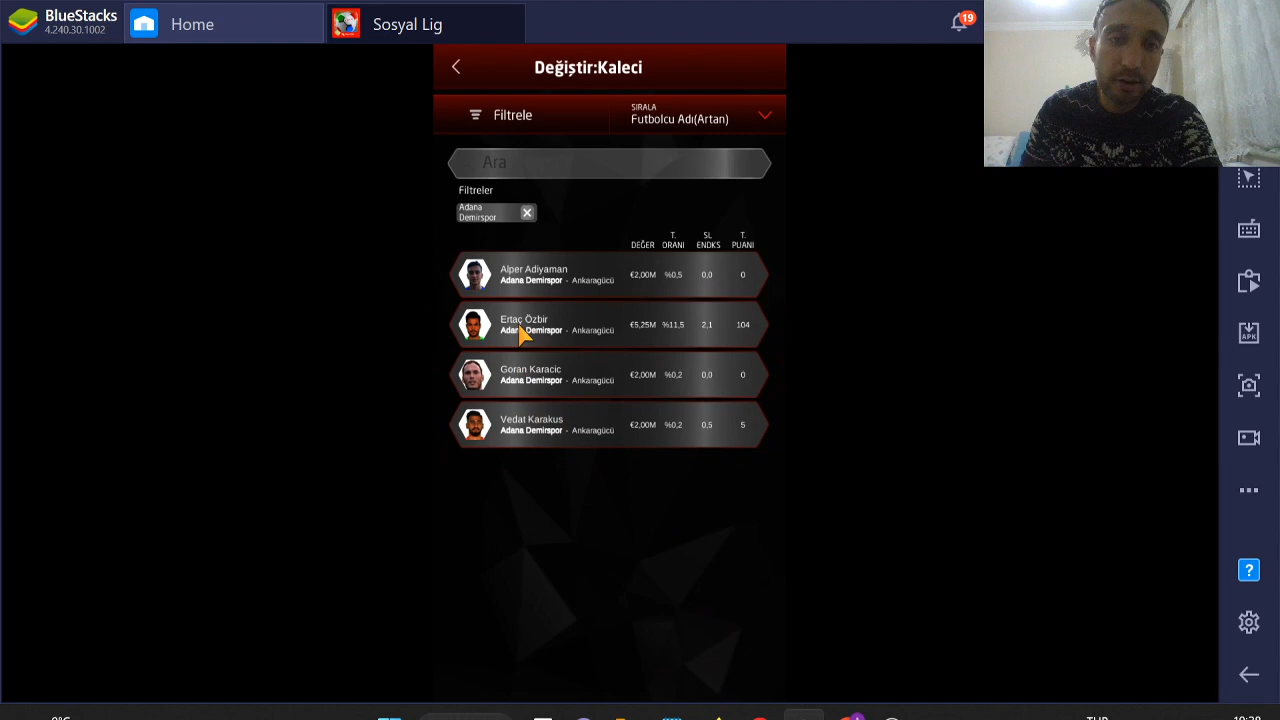 BlueStacks
4.240.30.1002
Home
Sosyal Lig
19
Değiştir:Kaleci
Filtrele
SIRALA
Futbolcu Adı(Artan)
Ara
Filtreler
Adana
Demirspor
DEĞER
T.
ORANI
SL
ENDKS
T.
PUANI
Alper Adiyaman
Adana Demirspor - Ankaragücü
€2,00M %0,5 0,0 0
Ertaç Özbir
Adana Demirspor - Ankaragücü
€5,25M %11,5 2,1 104
Goran Karacic
Adana Demirspor - Ankaragücü
€2,00M %0,2 0,0 0
Vedat Karakus
Adana Demirspor - Ankaragücü
€2,00M %0,2 0,5 5
APK
?